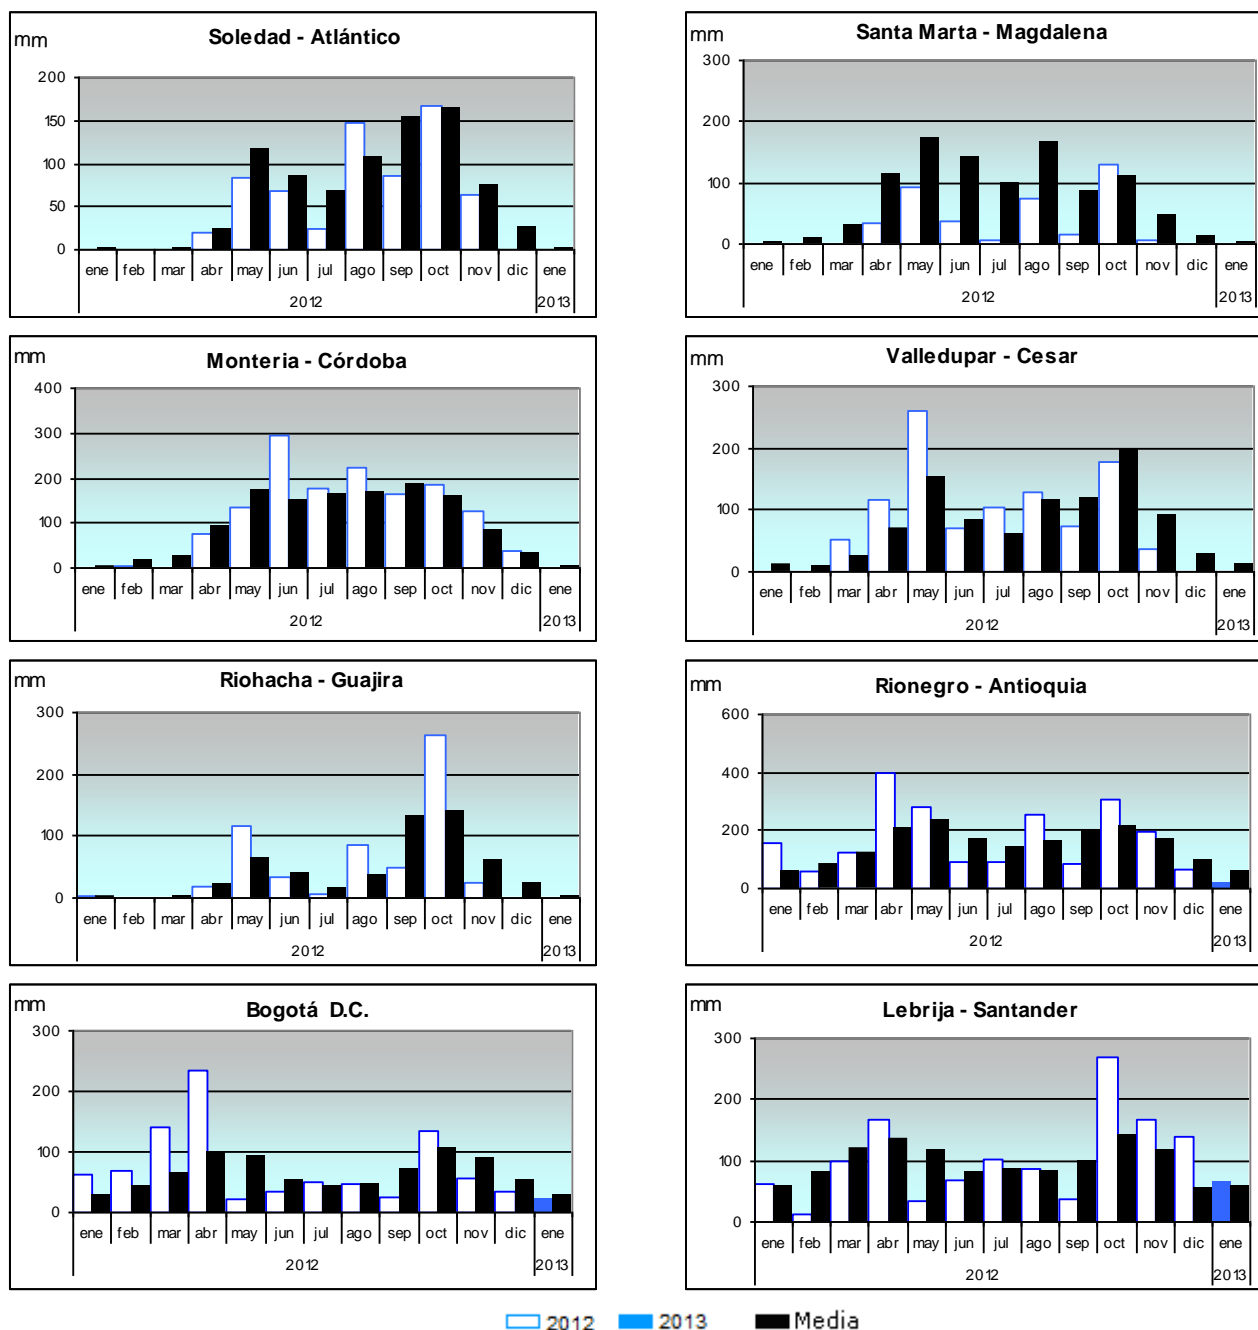 Soledad - Atlántico
mm
200
150
100
50
0
ene feb mar abr may jun jul ago sep oct nov dic ene
2012 2013
Santa Marta - Magdalena
mm
300
200
100
0
ene feb mar abr may jun jul ago sep oct nov dic ene
2012 2013
Monteria - Córdoba
mm
400
300
200
100
0
ene feb mar abr may jun jul ago sep oct nov dic ene
2012 2013
Valledupar - Cesar
mm
300
200
100
0
ene feb mar abr may jun jul ago sep oct nov dic ene
2012 2013
Riohacha - Guajira
mm
300
200
100
0
ene feb mar abr may jun jul ago sep oct nov dic ene
2012 2013
Rionegro - Antioquia
mm
600
400
200
0
ene feb mar abr may jun jul ago sep oct nov dic ene
2012 2013
Bogotá D.C.
mm
300
200
100
0
ene feb mar abr may jun jul ago sep oct nov dic ene
2012 2013
Lebrija - Santander
mm
300
200
100
0
ene feb mar abr may jun jul ago sep oct nov dic ene
2012 2013
2012 2013 Media